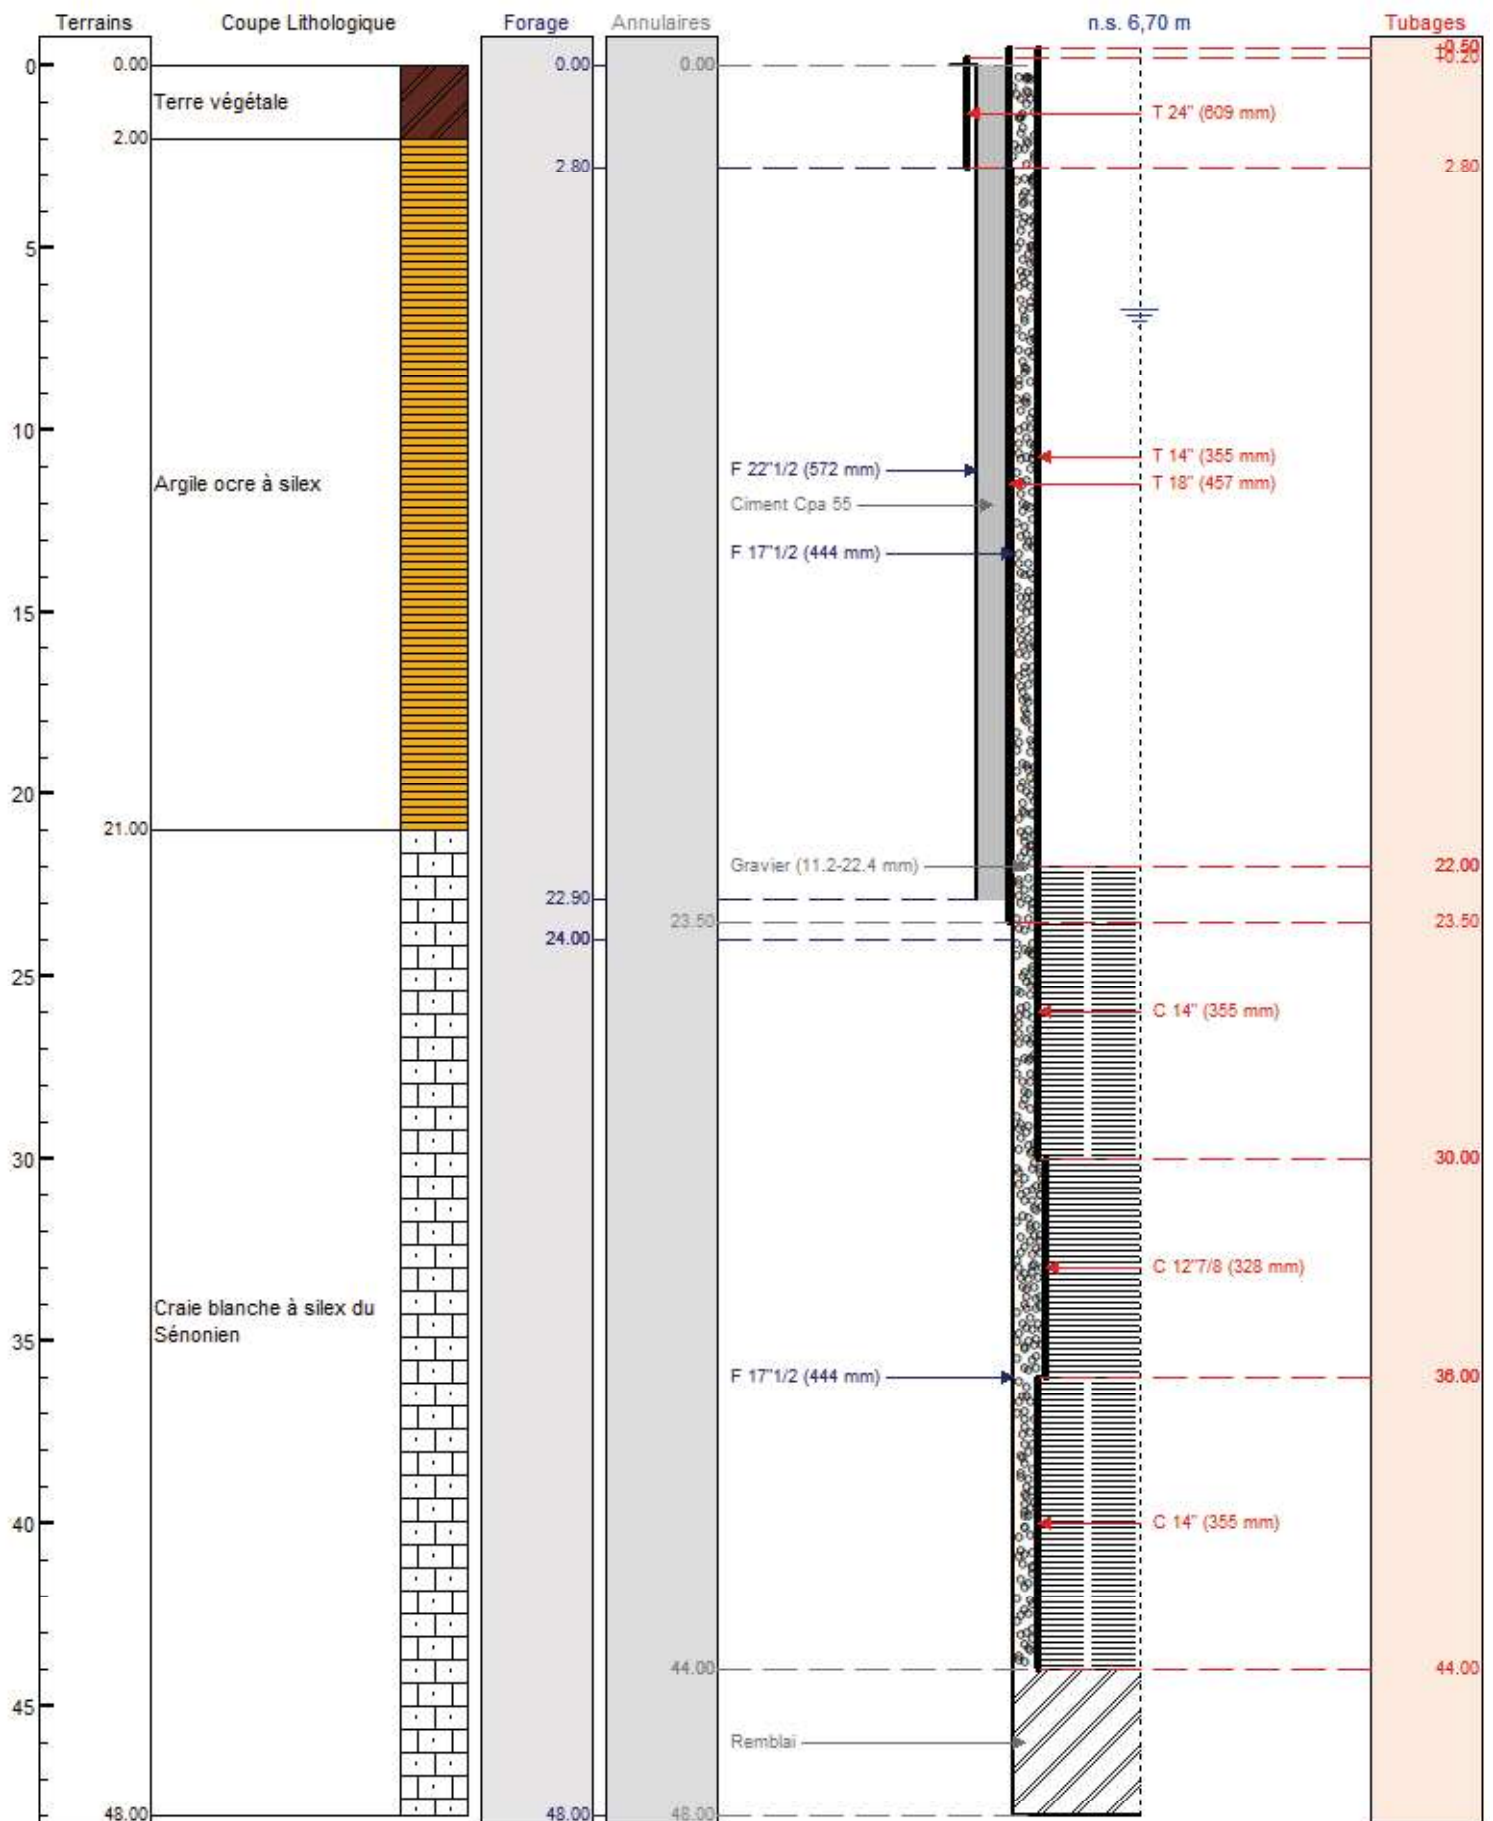 Terrains Coupe Lithologique Forage Annulaires n.s. 6,70 m Tubages
0.50
0 0.00 0.00 0.00 +0.20
Terre végétale
T 24" (609 mm)
2.00
2.80 2.80
5
10
T 14" (355 mm)
F 22"1/2 (572 mm)
Argile ocre à silex T 18" (457 mm)
Ciment Cpa 55
F 17"1/2 (444 mm)
15
20
21.00
Gravier (11.2-22.4 mm) 22.00
22.90
23.50 23.50
24.00
25
C 14" (355 mm)
30 30.00
C 12"7/8 (328 mm)
Craie blanche à silex du
Sénonien
35
F 17"1/2 (444 mm) 36.00
40
C 14" (355 mm)
44.00 44.00
45
Remblai
48.00 48.00 48.00